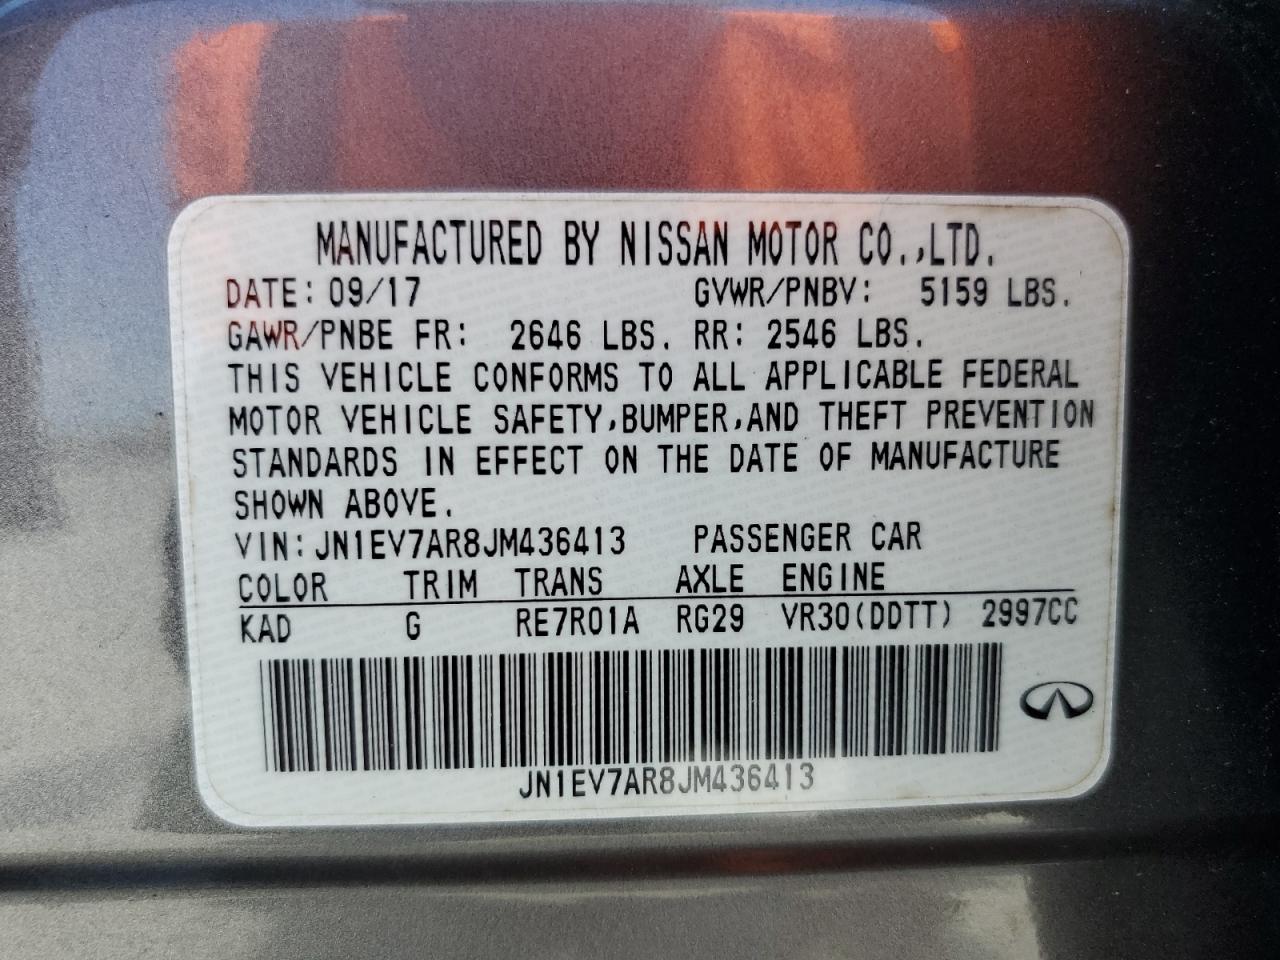 MANUFACTURED BY NISSAN MOTOR CO.,LTD.
DATE: 09/17 GVWR/PNBV: 5159 LBS.
GAWR/PNBE FR: 2646 LBS. RR: 2546 LBS.
THIS VEHICLE CONFORMS TO ALL APPLICABLE FEDERAL
MOTOR VEHICLE SAFETY,BUMPER,AND THEFT PREVENTION
STANDARDS IN EFFECT ON THE DATE OF MANUFACTURE
SHOWN ABOVE.
VIN:JN1EV7AR8JM436413 PASSENGER CAR
COLOR TRIM TRANS AXLE ENGINE
KAD G RE7R01A RG29 VR30(DDTT) 2997CC
JN1EV7AR8JM436413